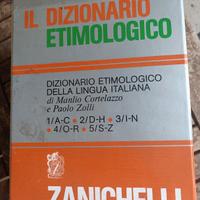 IL DIZIONARIO
ETIMOLOGICO
DIZIONARIO ETIMOLOGICO
DELLA LINGUA ITALIANA
di Manlio Cortelazzo
e Paolo Zolli
1/A-C • 2/D-H • 3/I-N
• 4/O-R • 5/S-Z
ZANICHELLI